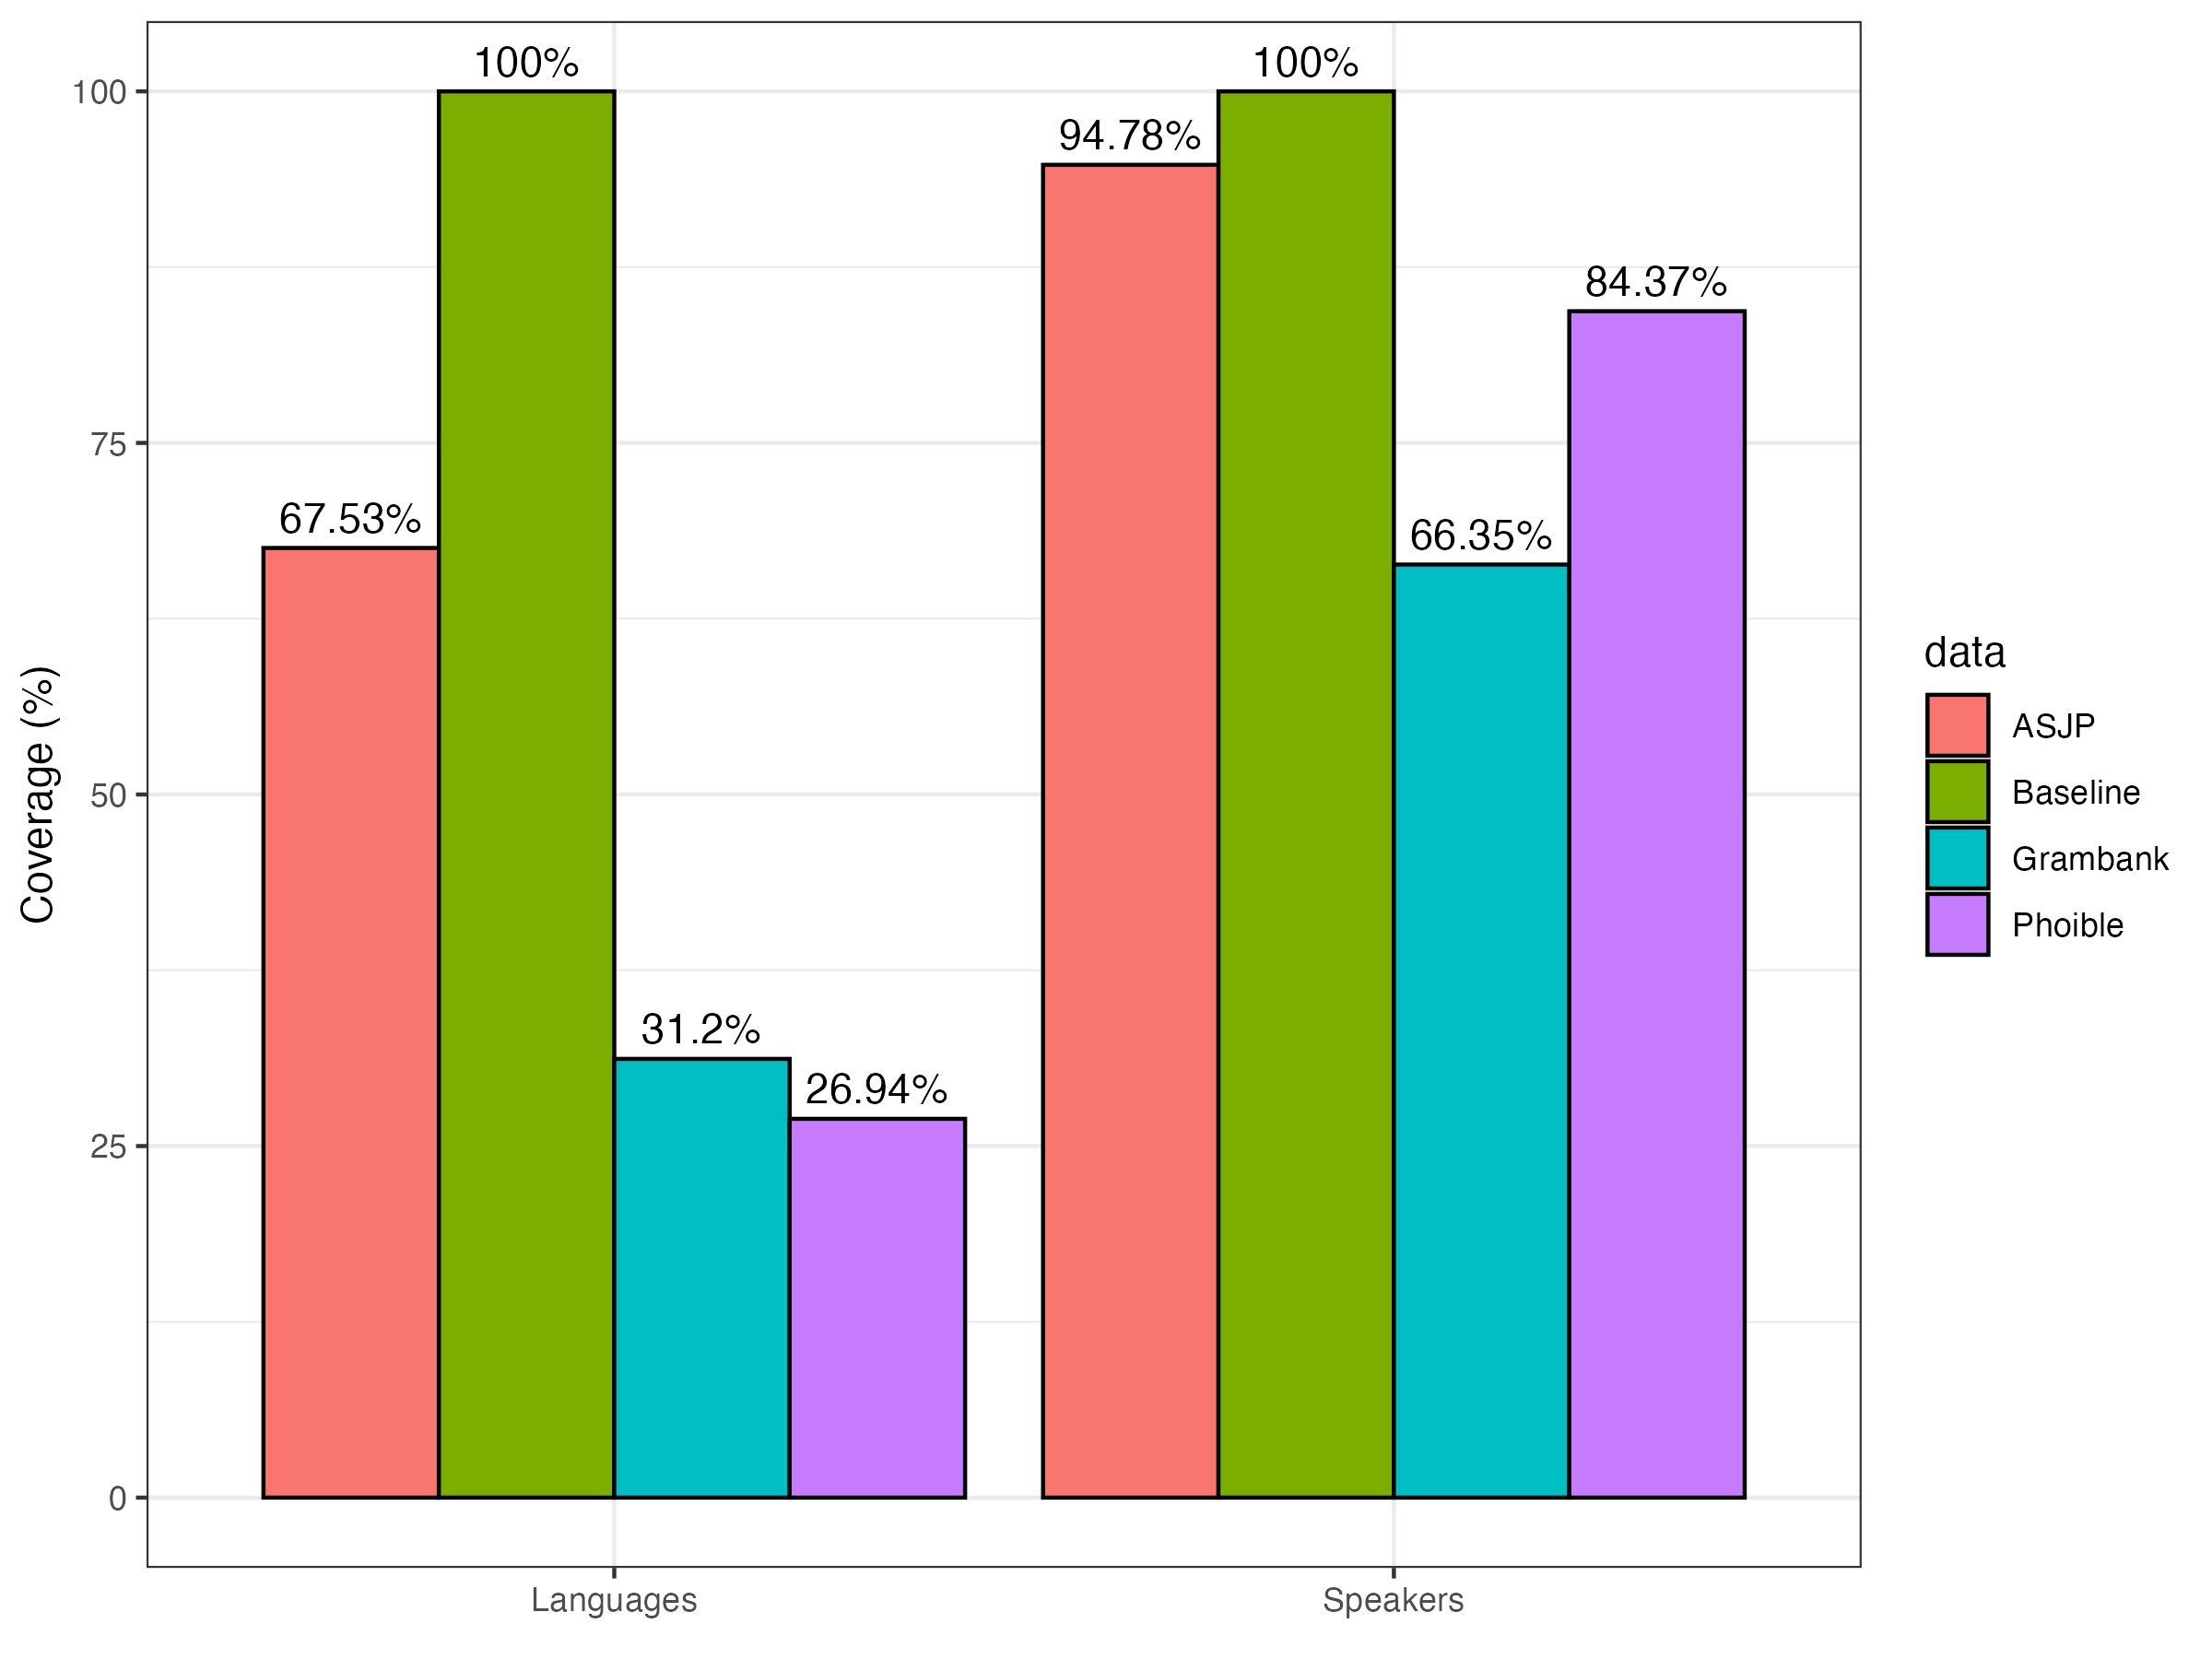 100%
100%
94.78%
84.37%
67.53%
66.35%
31.2%
26.94%
100
75
50
25
0
Coverage (%)
Languages
Speakers
data
ASJP
Baseline
Grambank
Phoible